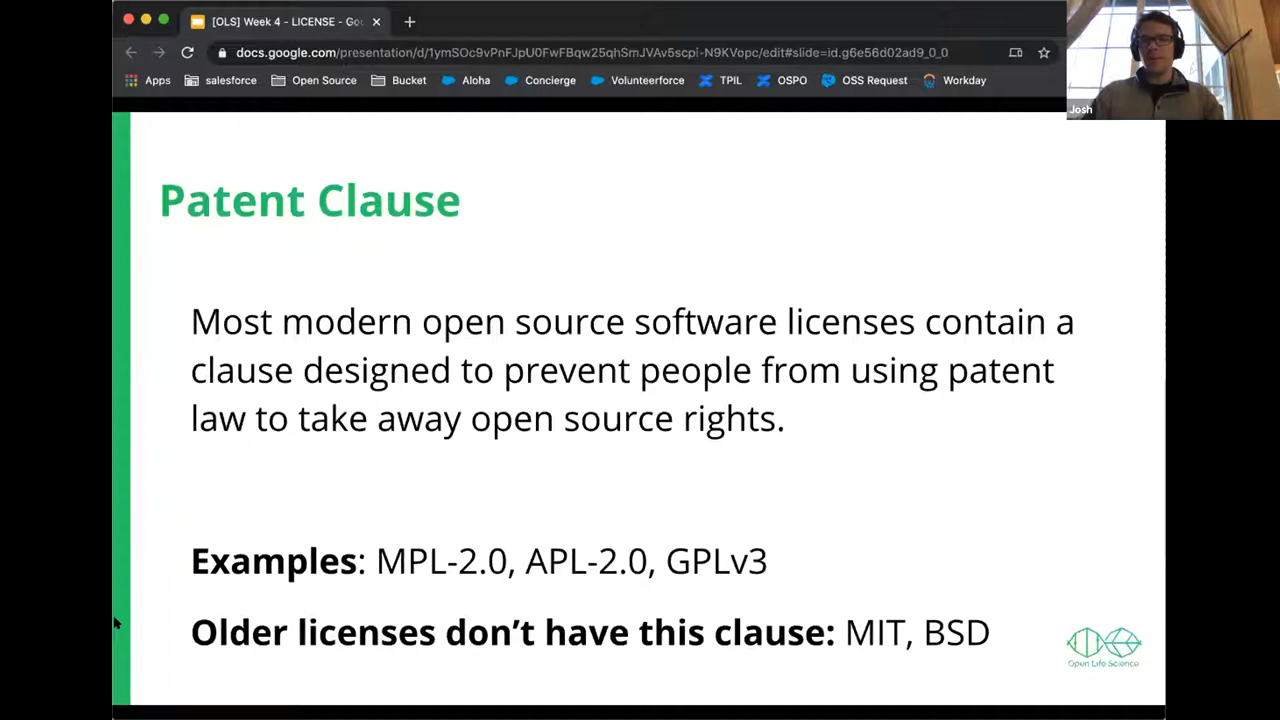 [OLS] Week 4 - LICENSE - Goo
docs.google.com/presentation/d/1ymSOc9vPnFJpU0FwFBqw25qhSmJVAv5scpi-N9KVopc/edit#slide=id.g6e56d02ad9_0_0
Apps salesforce Open Source Bucket Aloha Concierge Volunteerforce TPIL OSPO OSS Request Workday
Josh
Patent Clause
Most modern open source software licenses contain a
clause designed to prevent people from using patent
law to take away open source rights.
Examples: MPL-2.0, APL-2.0, GPLv3
Older licenses don’t have this clause: MIT, BSD
Open Life Science